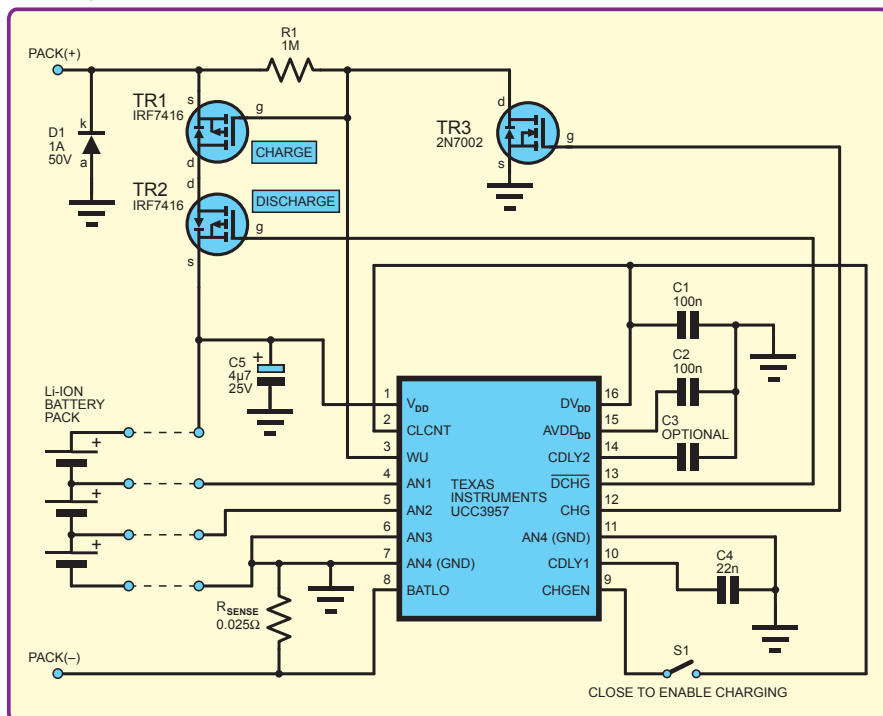 PACK(+)
R1
1M
D1
1A
50V
k
a
s
TR1
IRF7416
g
d
CHARGE
d
TR2
IRF7416
g
s
DISCHARGE
d
TR3
2N7002
g
s
C5
4µ7
25V
+
Li-ION
BATTERY
PACK
+
+
+
1
2
3
4
5
6
7
8
VDD
CLCNT
WU
AN1
AN2
AN3
AN4 (GND)
BATLO
TEXAS
INSTRUMENTS
UCC3957
DVDD
AVDDDD
CDLY2
DCHG
CHG
AN4 (GND)
CDLY1
CHGEN
16
15
14
13
12
11
10
9
C1
100n
C2
100n
C3
OPTIONAL
C4
22n
RSENSE
0.025Ω
PACK(–)
S1
CLOSE TO ENABLE CHARGING